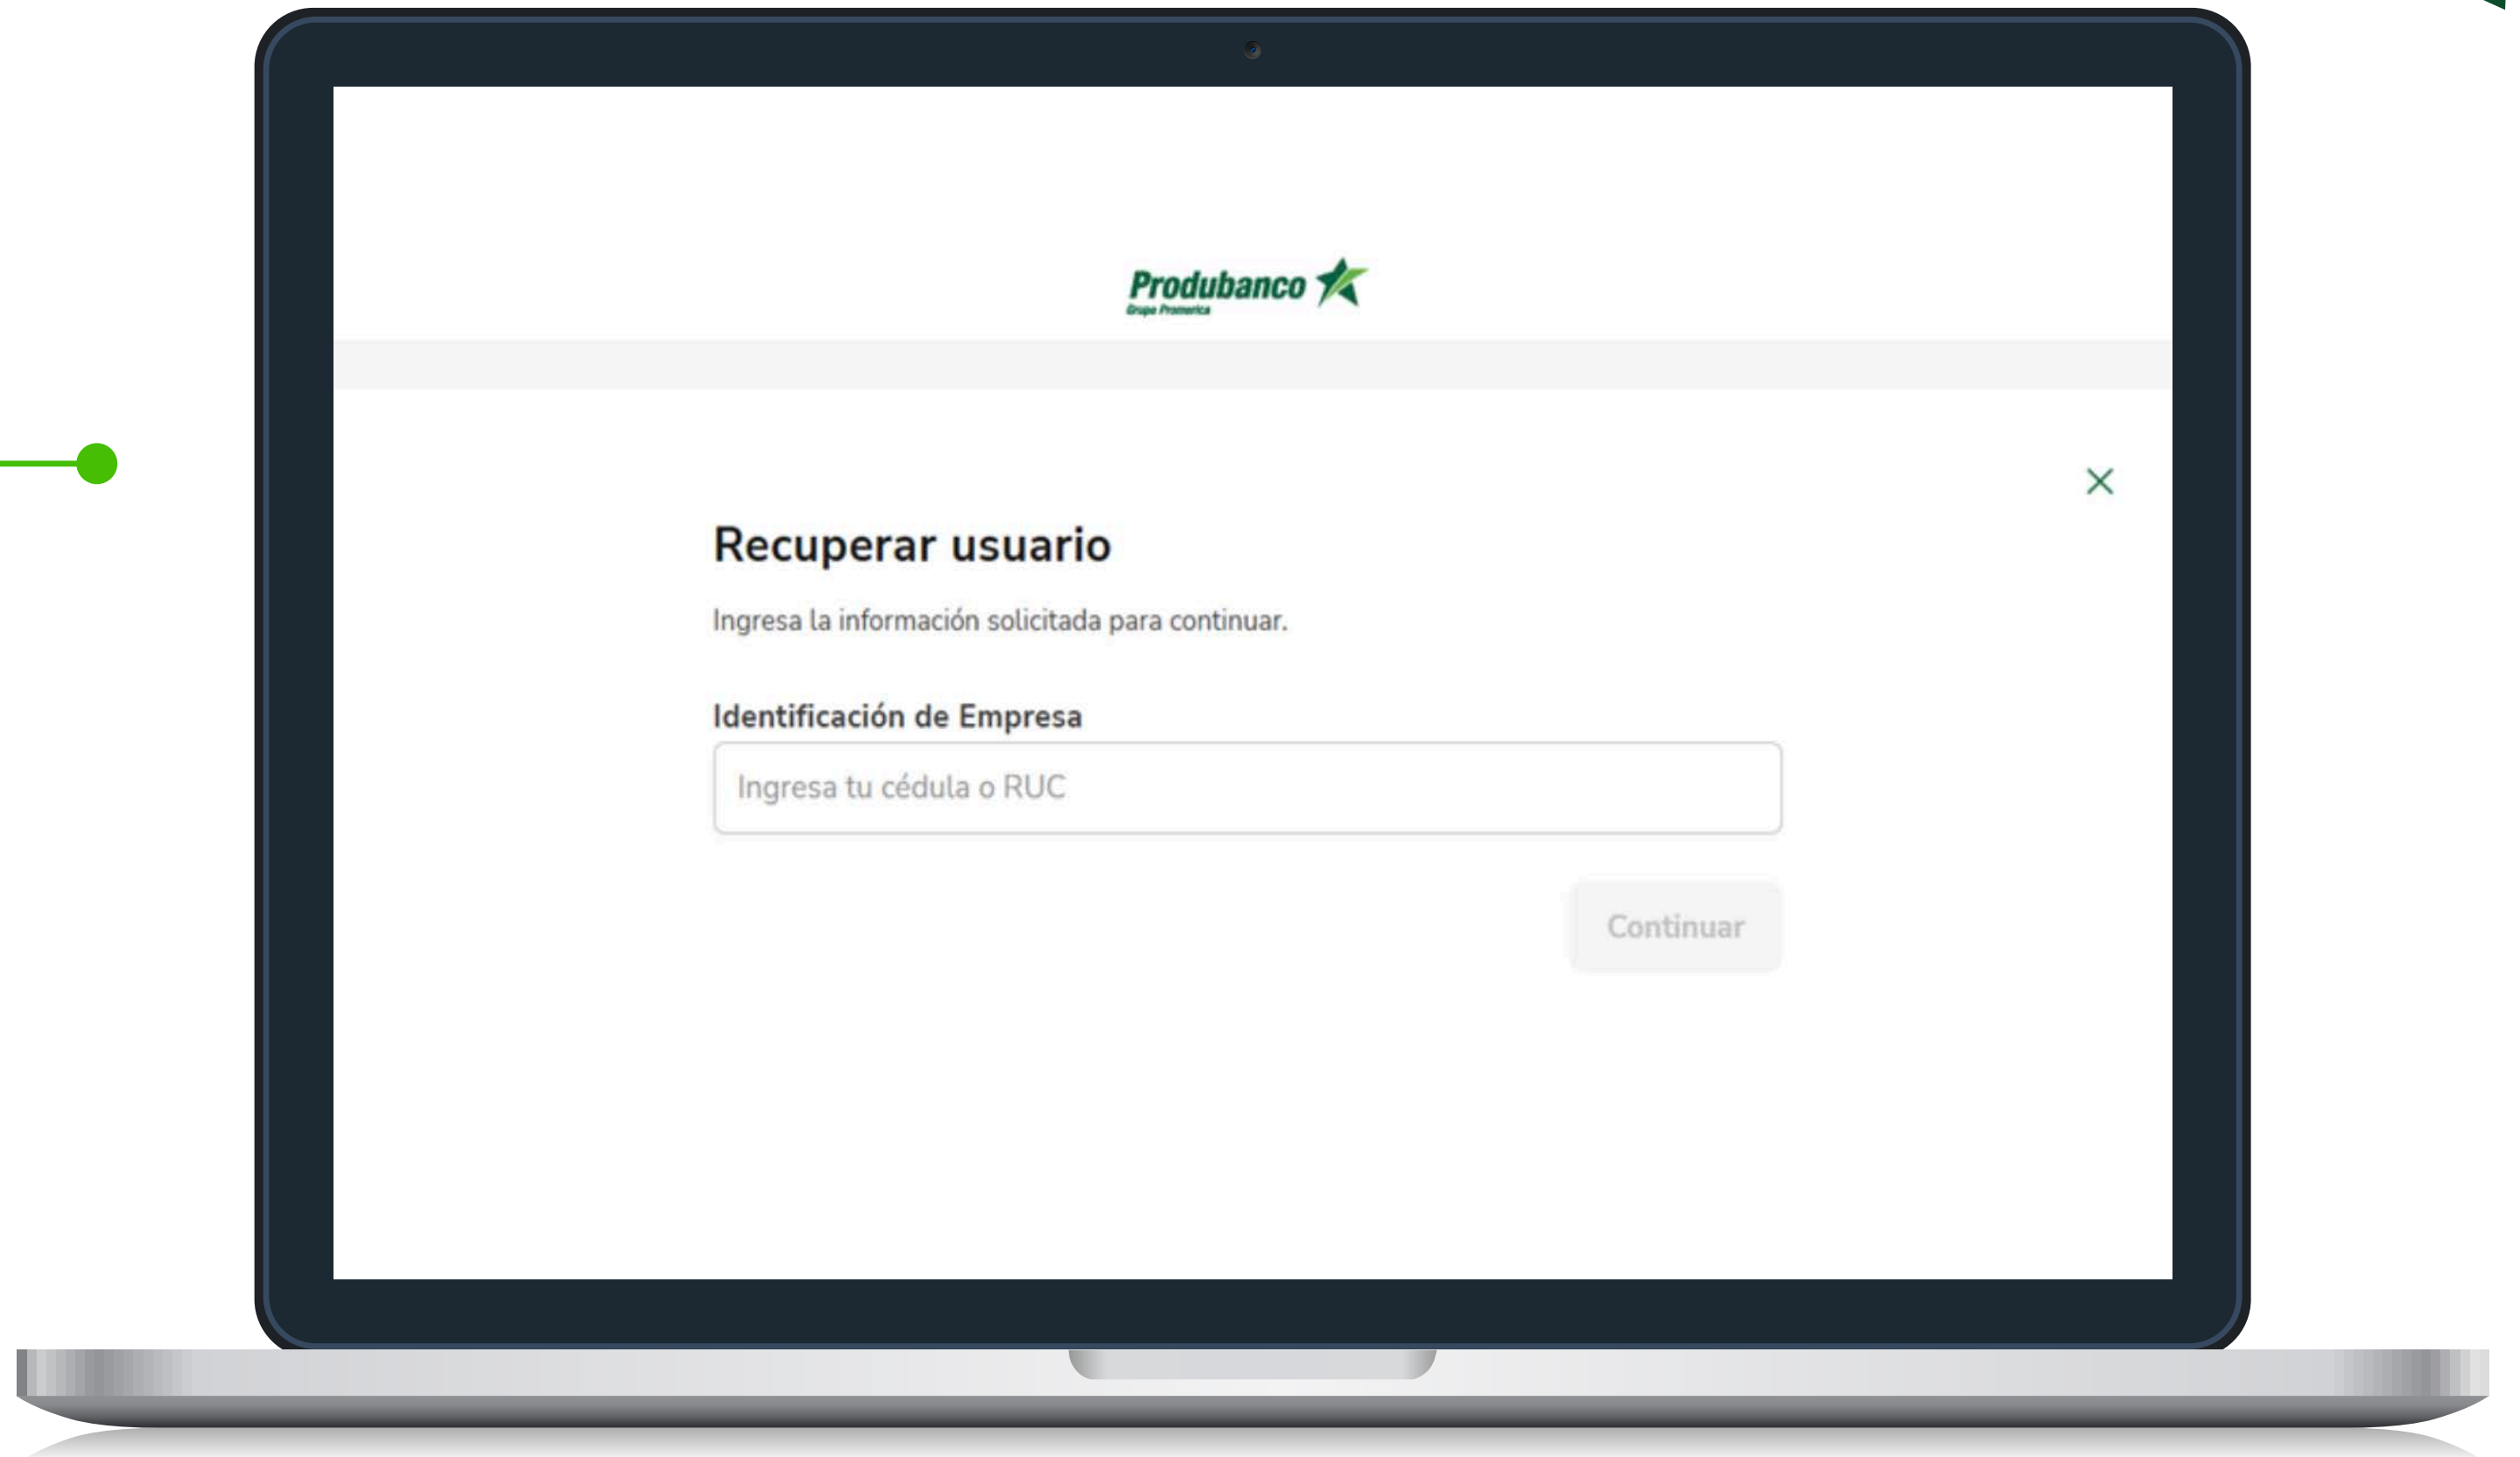 Produbanco
Grupo Promerica
Recuperar usuario
Ingresa la información solicitada para continuar.
Identificación de Empresa
Ingresa tu cédula o RUC
Continuar